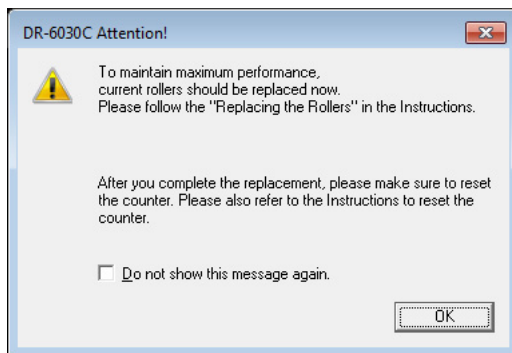 DR-6030C Attention!
To maintain maximum performance,
current rollers should be replaced now.
Please follow the "Replacing the Rollers" in the Instructions.
After you complete the replacement, please make sure to reset
the counter. Please also refer to the Instructions to reset the
counter.
Do not show this message again.
OK